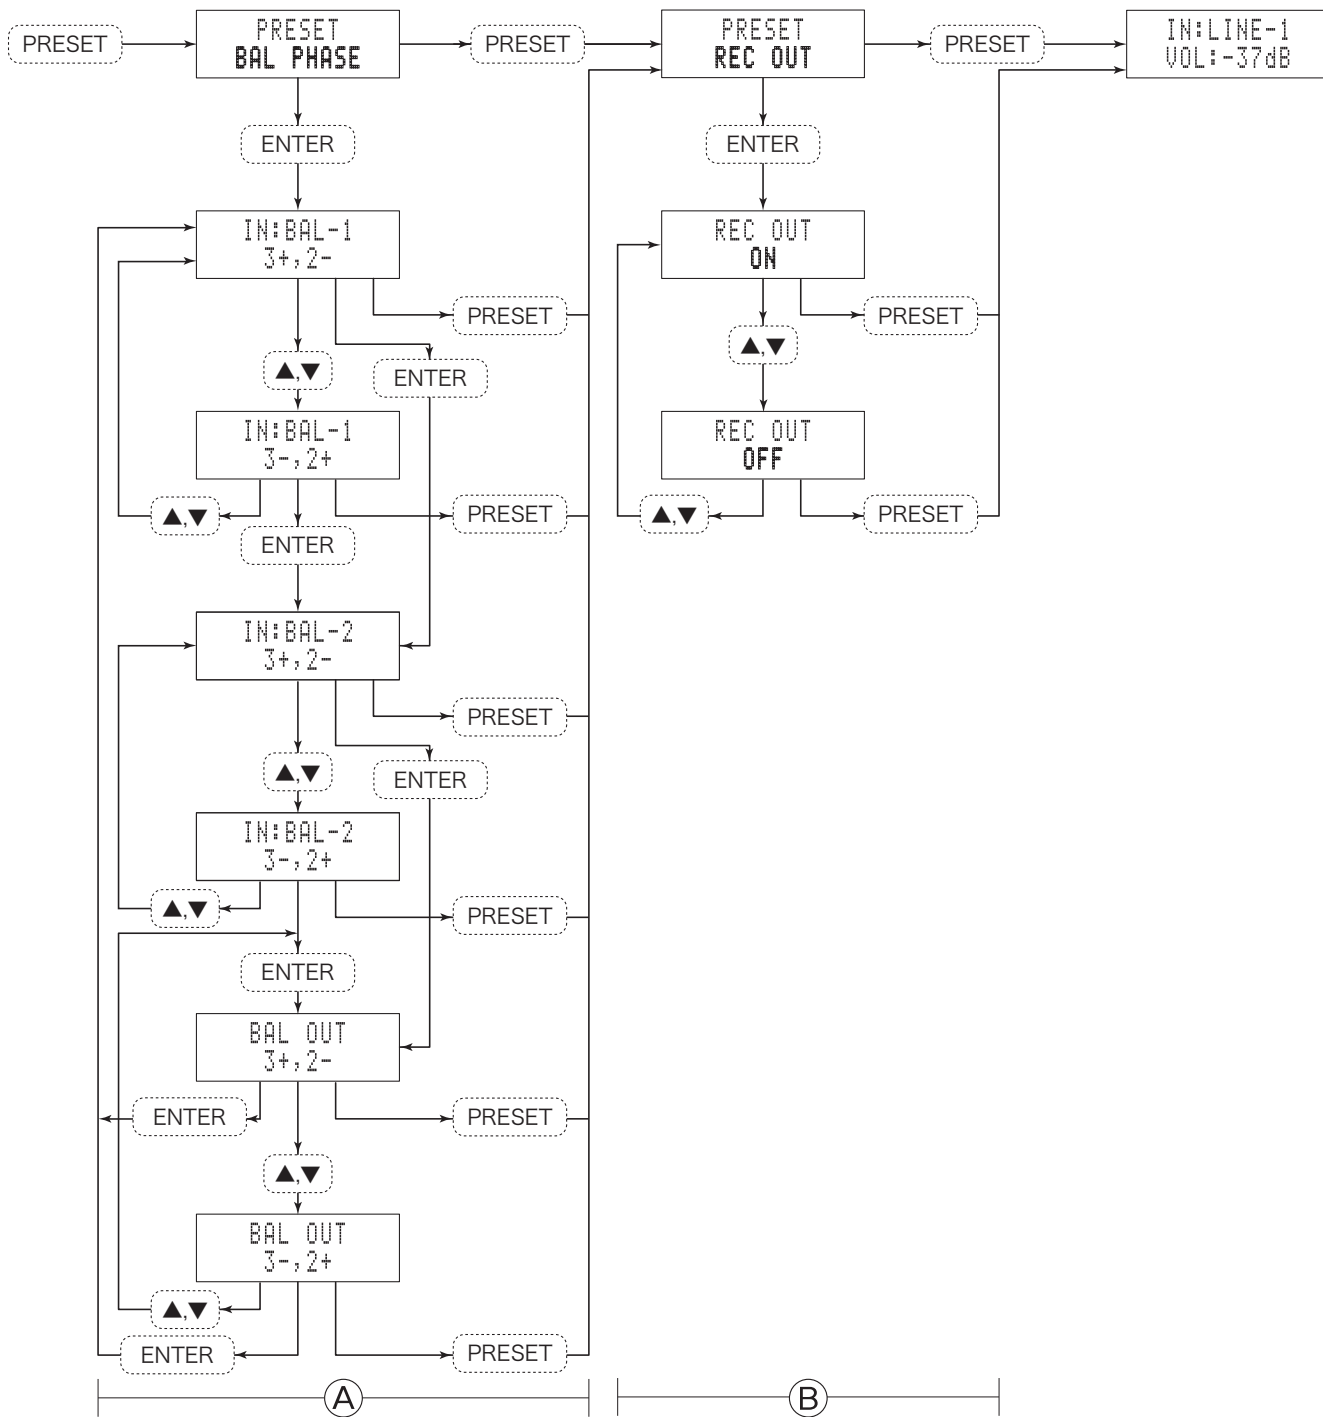 PRESET
PRESET
BAL PHASE
PRESET
PRESET
REC OUT
PRESET
IN:LINE-1
VOL:-37dB
ENTER
ENTER
IN:BAL-1
3+,2-
REC OUT
ON
PRESET
PRESET
▲,▼
ENTER
▲,▼
IN:BAL-1
3-,2+
REC OUT
OFF
▲,▼
PRESET
▲,▼
PRESET
ENTER
IN:BAL-2
3+,2-
PRESET
▲,▼
ENTER
IN:BAL-2
3-,2+
▲,▼
PRESET
ENTER
BAL OUT
3+,2-
ENTER
PRESET
▲,▼
BAL OUT
3-,2+
▲,▼
ENTER
PRESET
A
B